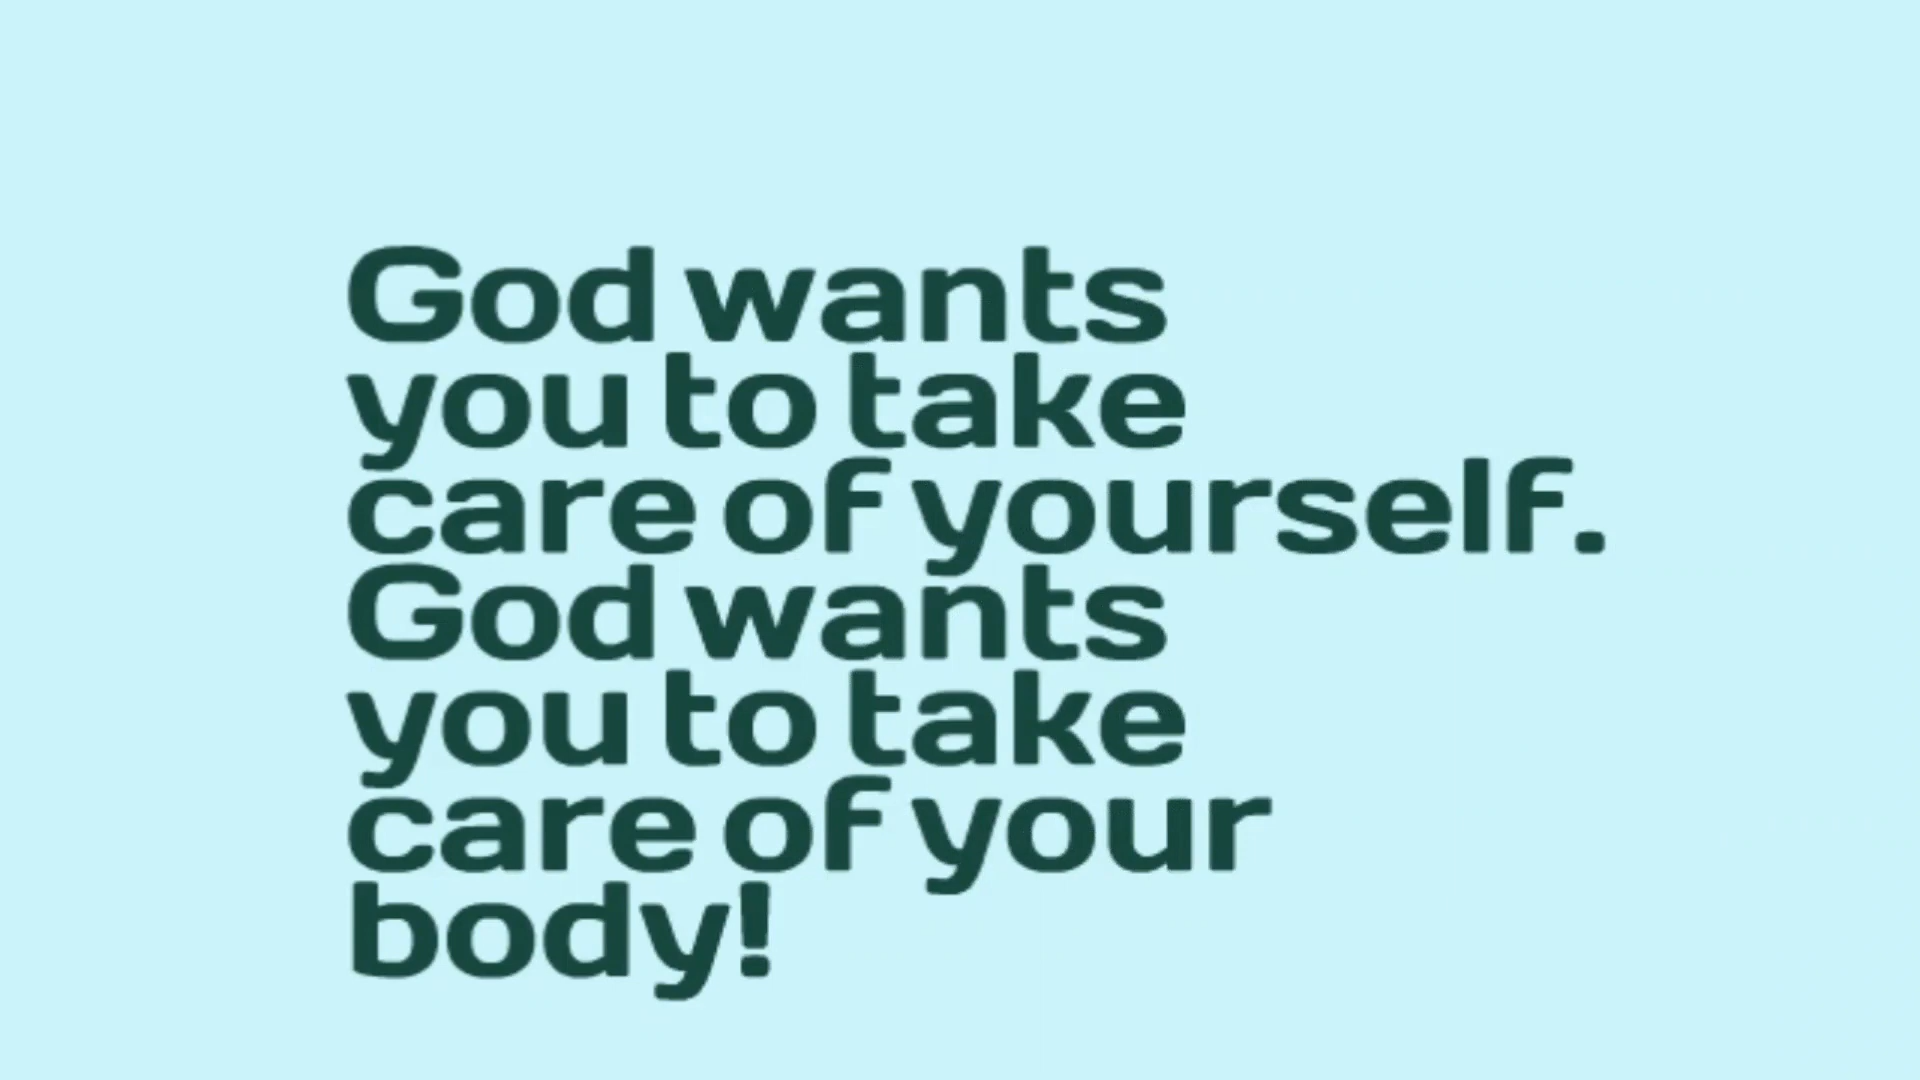 God wants
you to take
care of yourself.
God wants
you to take
care of your
body!